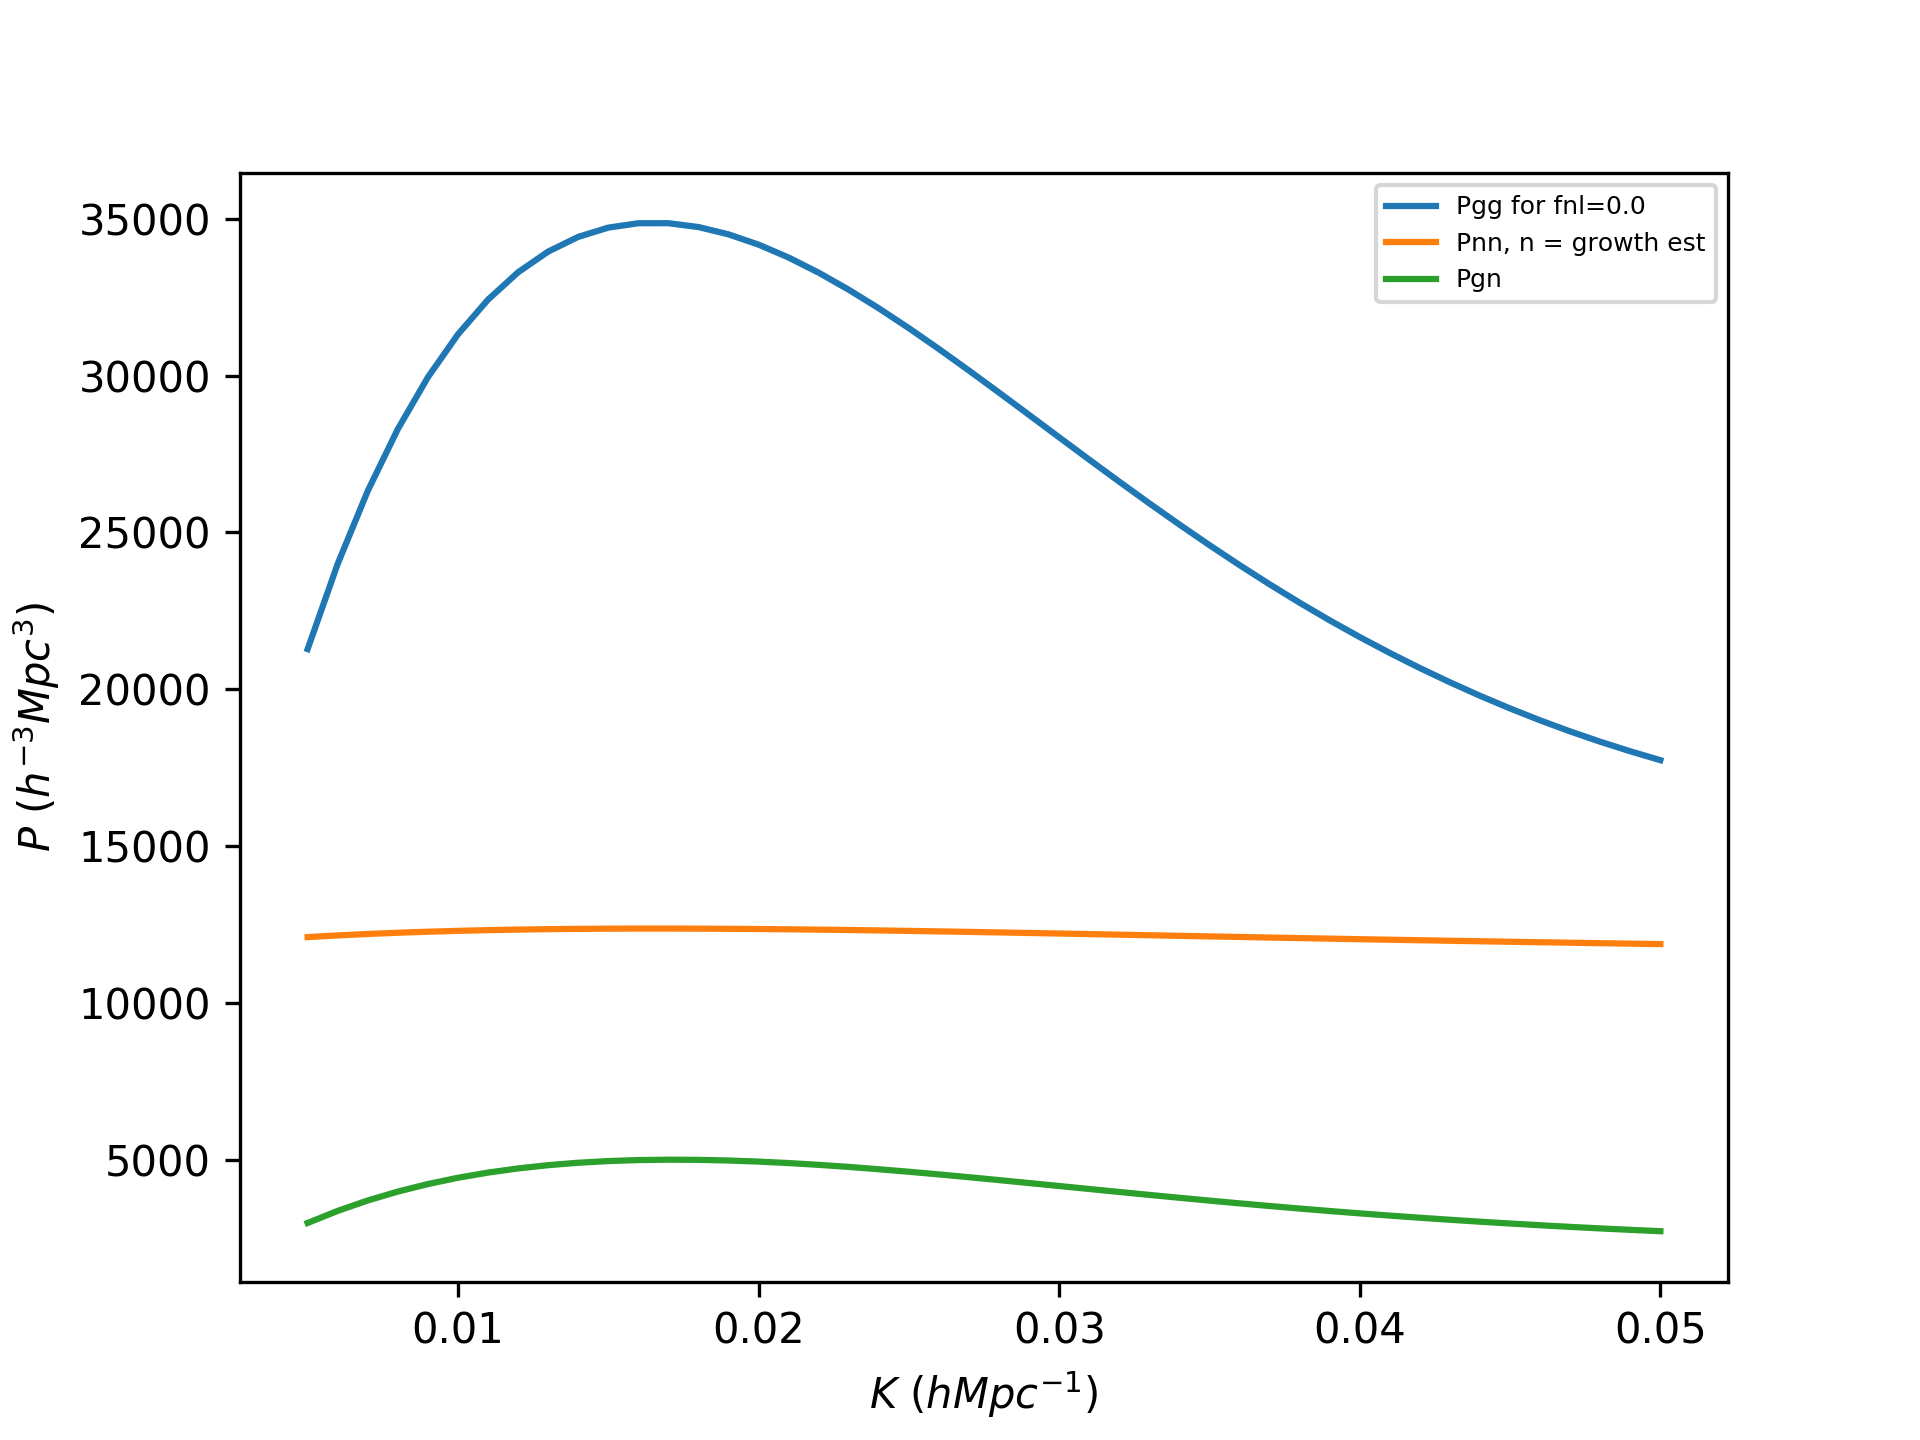 Pgg for fnl=0.0
Pnn, n = growth est
Pgn
35000
30000
25000
20000
15000
10000
5000
P (h⁻³Mpc³)
0.01 0.02 0.03 0.04 0.05
K (hMpc⁻¹)